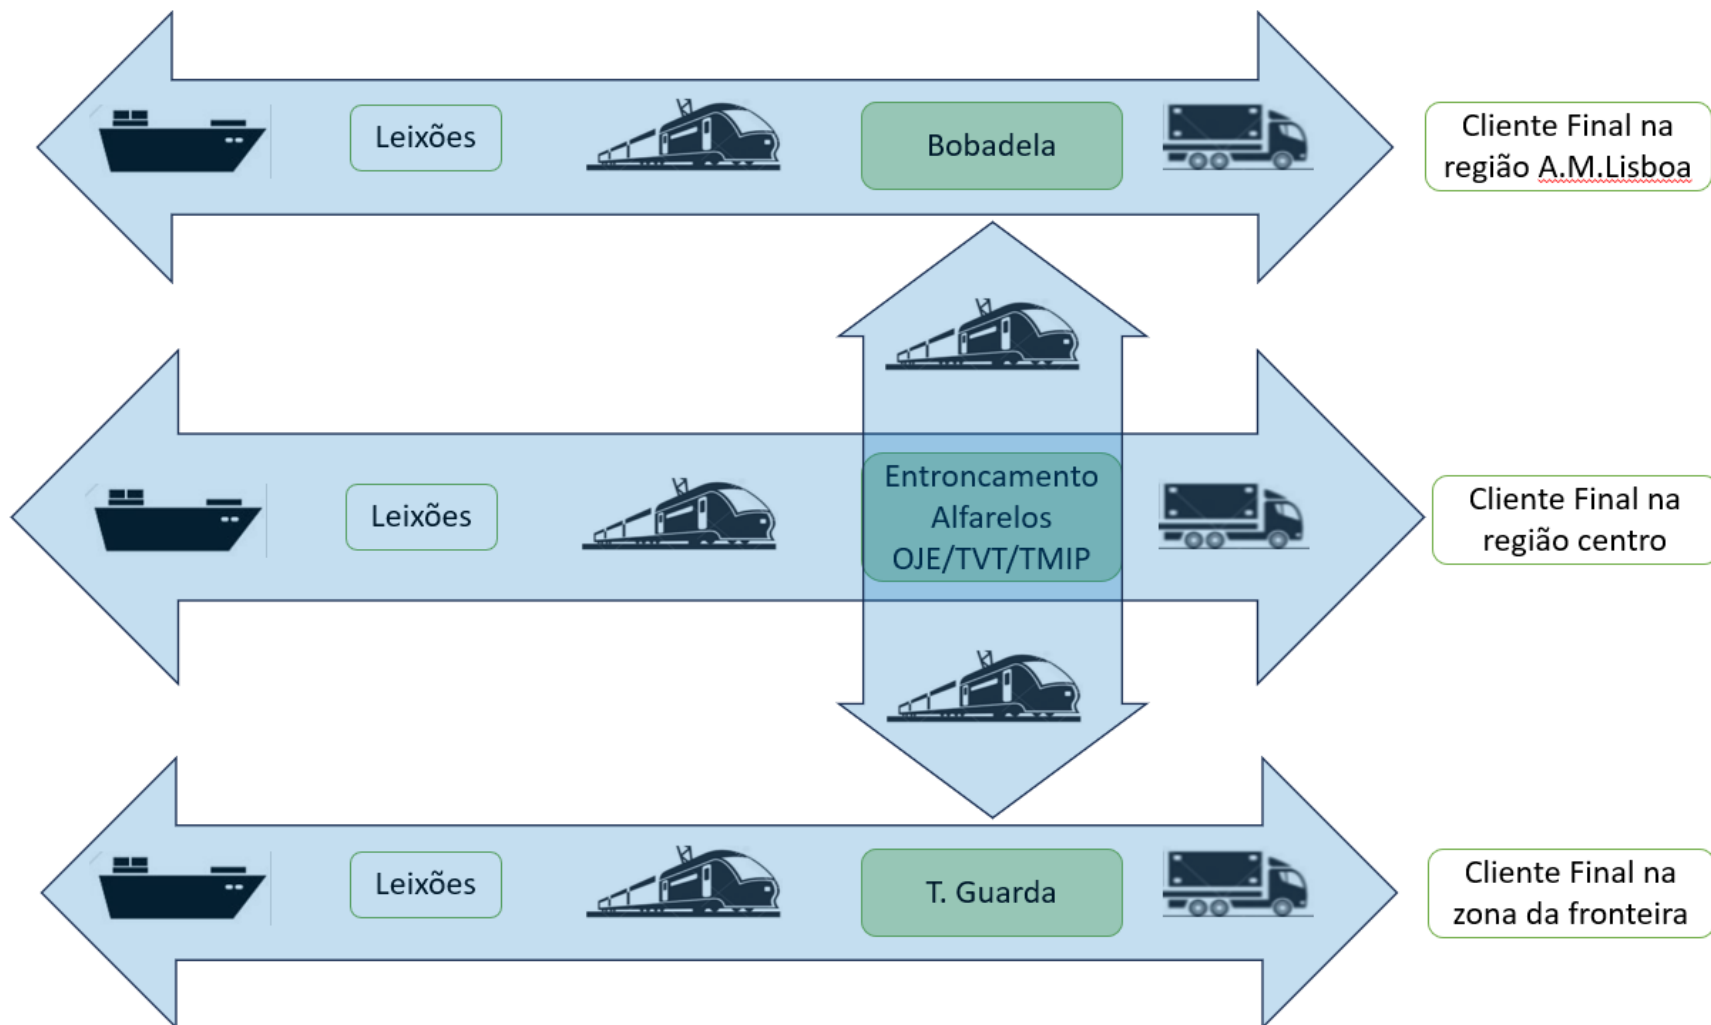 Leixões
Bobadela
Cliente Final na
região A.M.Lisboa
Leixões
Entroncamento
Alfarelos
OJE/TVT/TMIP
Cliente Final na
região centro
Leixões
T. Guarda
Cliente Final na
zona da fronteira